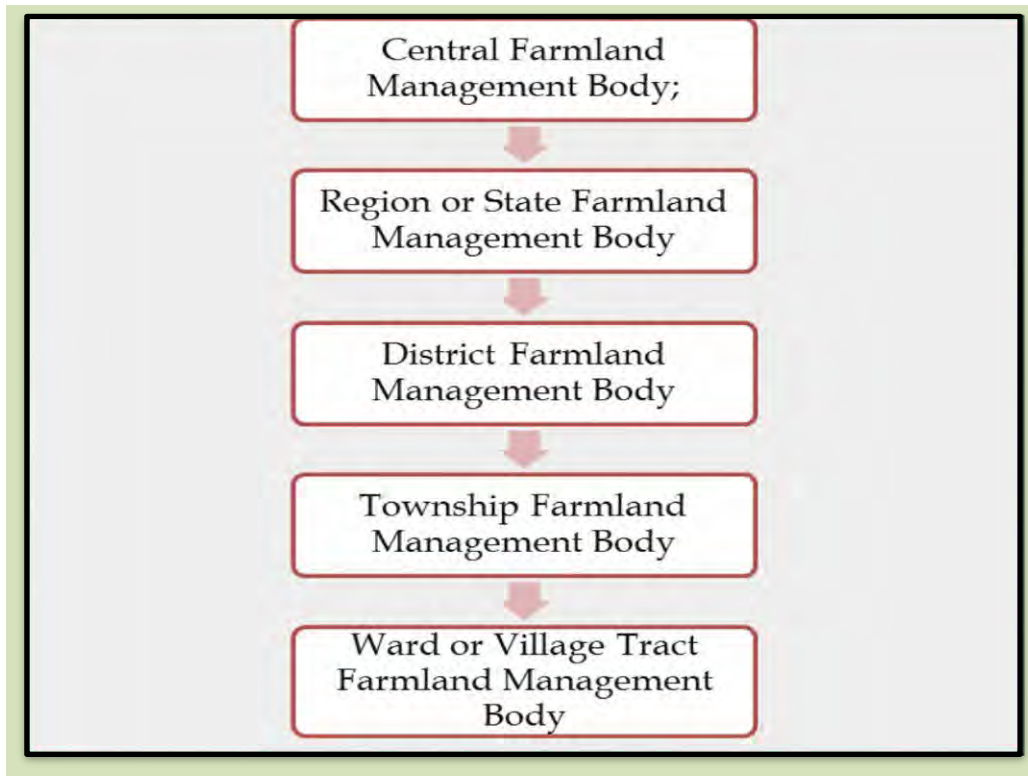 Central Farmland
Management Body;
Region or State Farmland
Management Body
District Farmland
Management Body
Township Farmland
Management Body
Ward or Village Tract
Farmland Management
Body